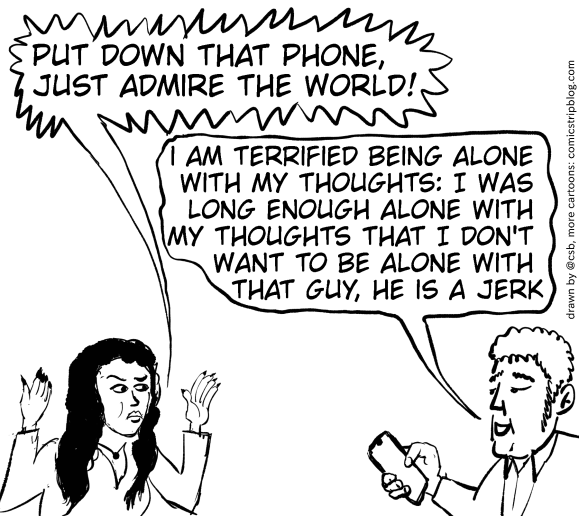 PUT DOWN THAT PHONE,
JUST ADMIRE THE WORLD!
I AM TERRIFIED BEING ALONE
WITH MY THOUGHTS: I WAS
LONG ENOUGH ALONE WITH
MY THOUGHTS THAT I DON'T
WANT TO BE ALONE WITH
THAT GUY, HE IS A JERK
drawn by @csb, more cartoons: comicstripblog.com